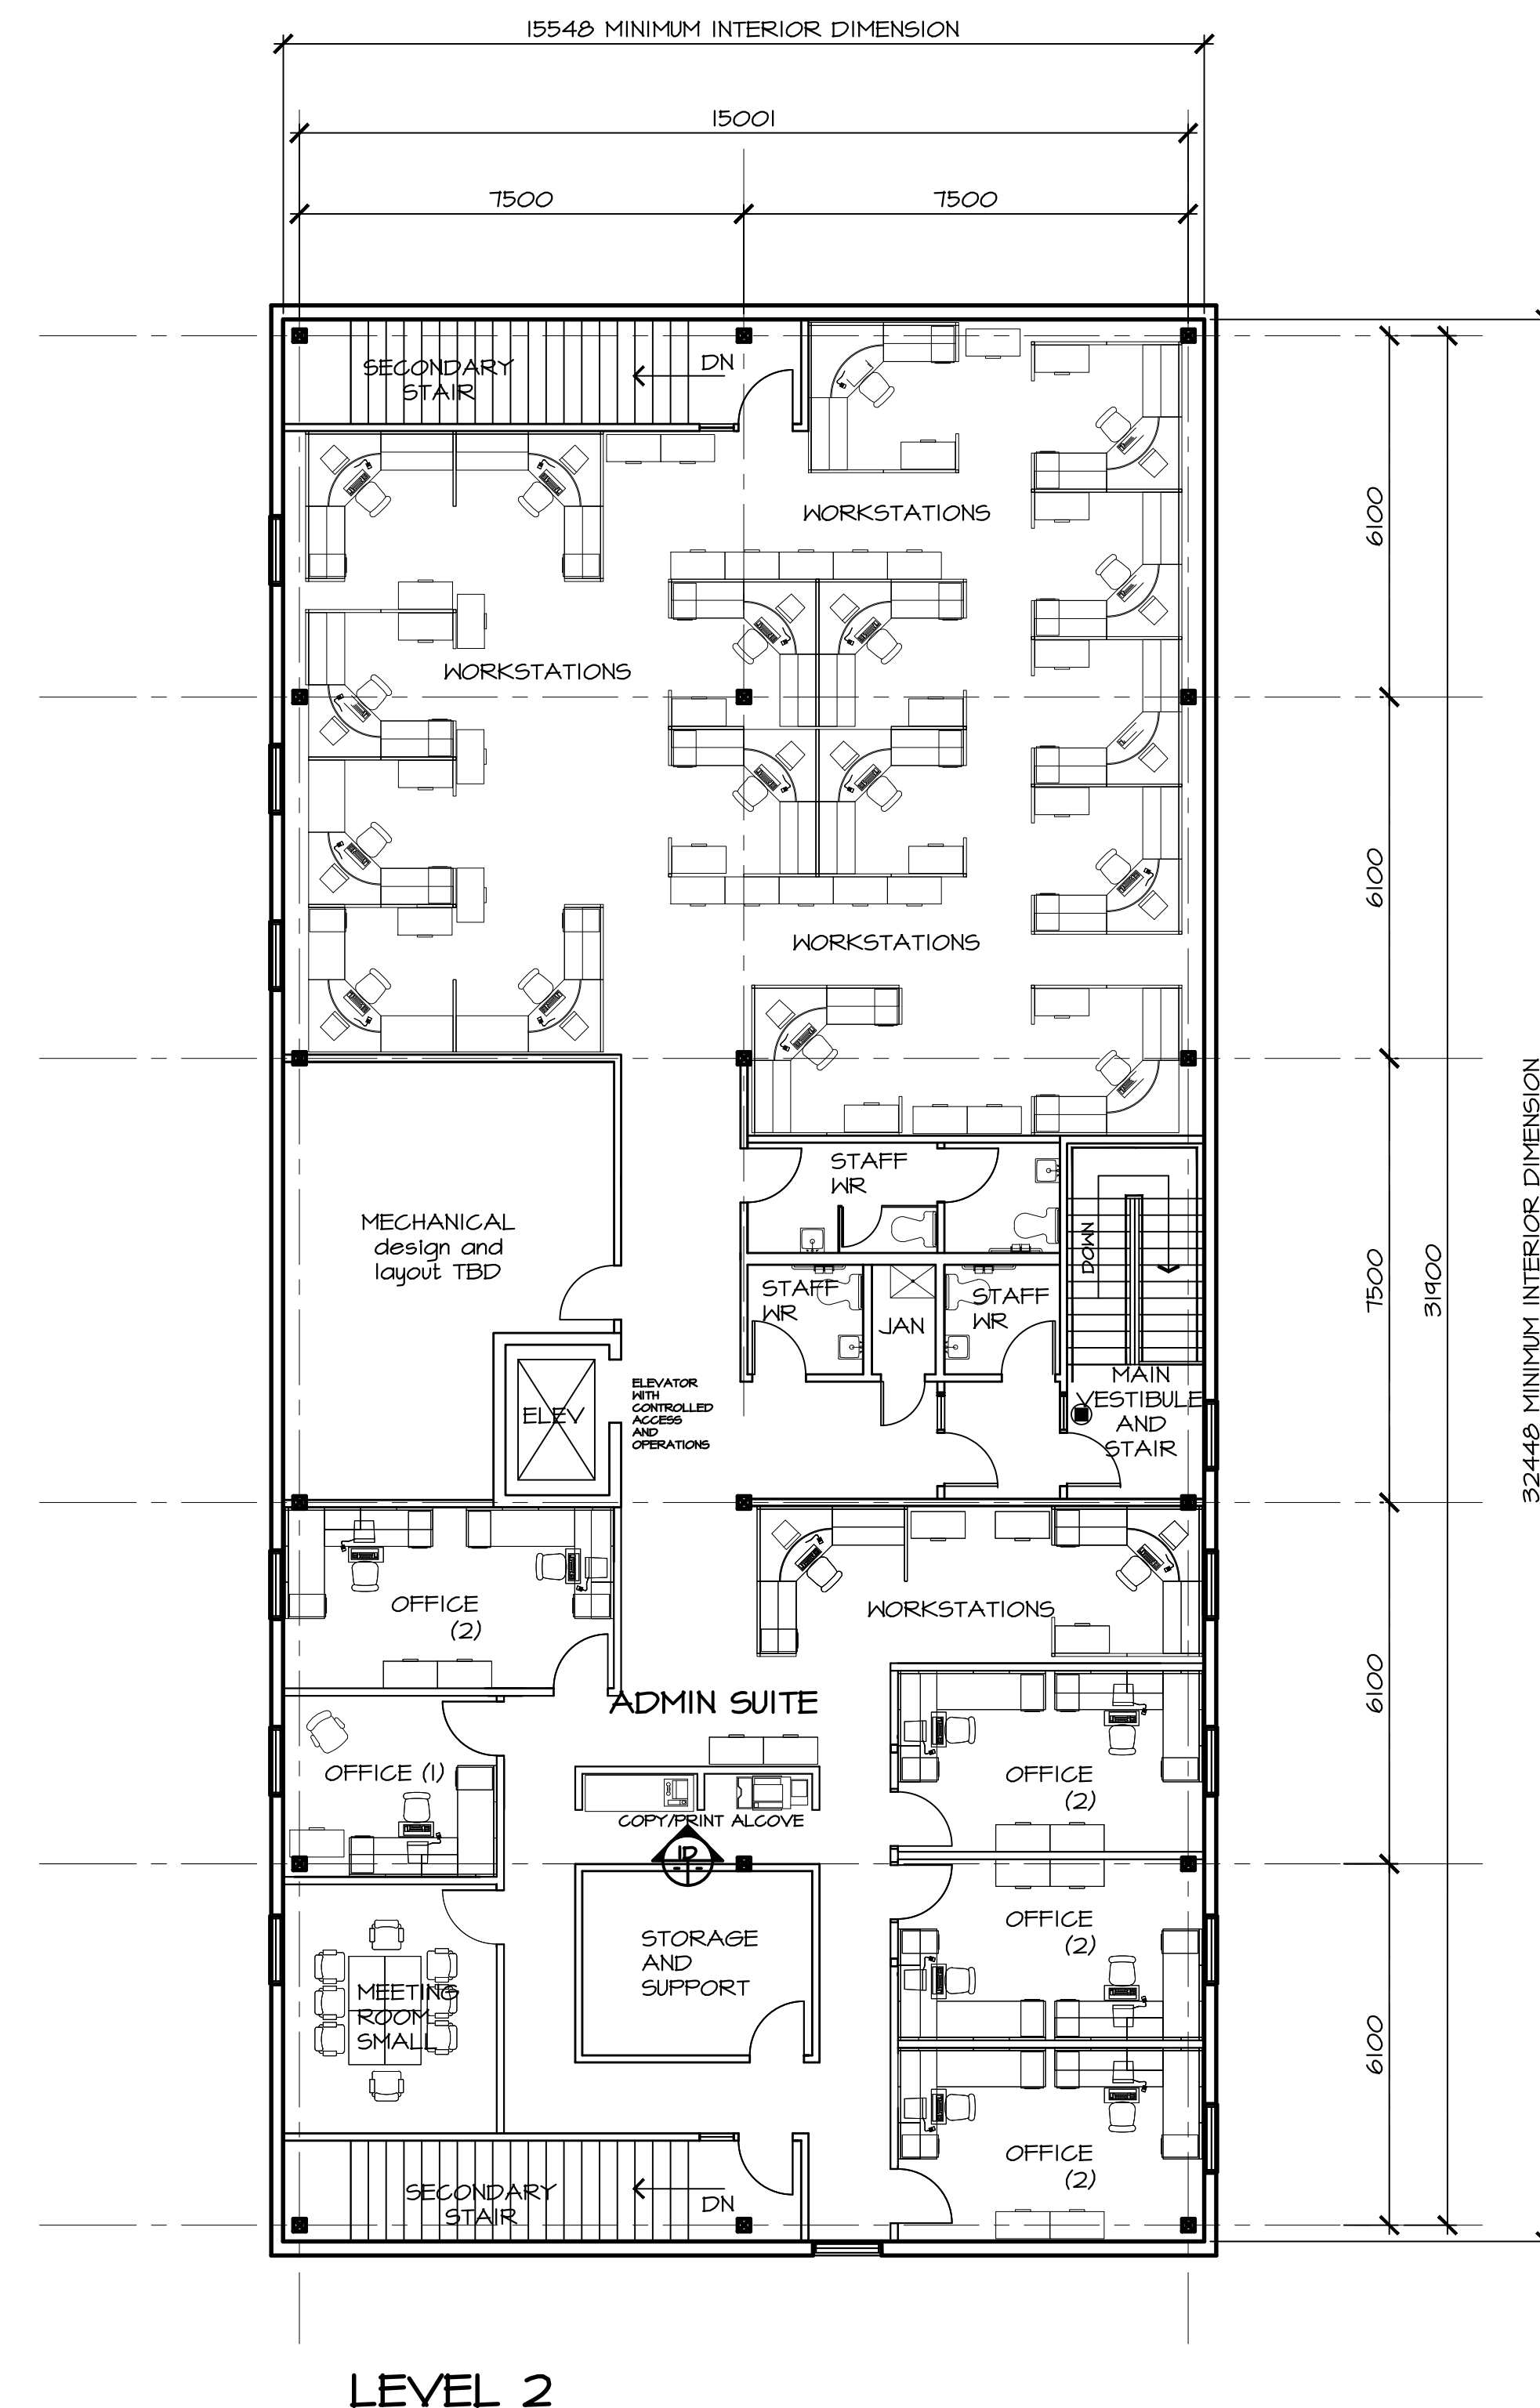 15548 MINIMUM INTERIOR DIMENSION
15001
7500
7500
SECONDARY
STAIR
DN
WORKSTATIONS
6100
WORKSTATIONS
6100
WORKSTATIONS
STAFF
WR
MECHANICAL
design and
layout TBD
DOWN
7500
31900
32448 MINIMUM INTERIOR DIMENSION
STAFF
WR
JAN
STAFF
WR
ELEV
ELEVATOR
WITH
CONTROLLED
ACCESS
AND
OPERATIONS
MAIN
VESTIBULE
AND
STAIR
OFFICE
(2)
WORKSTATIONS
6100
ADMIN SUITE
OFFICE (1)
OFFICE
(2)
COPY/PRINT ALCOVE
1D
--
OFFICE
(2)
STORAGE
AND
SUPPORT
MEETING
ROOM
SMALL
6100
OFFICE
(2)
SECONDARY
STAIR
DN
LEVEL 2